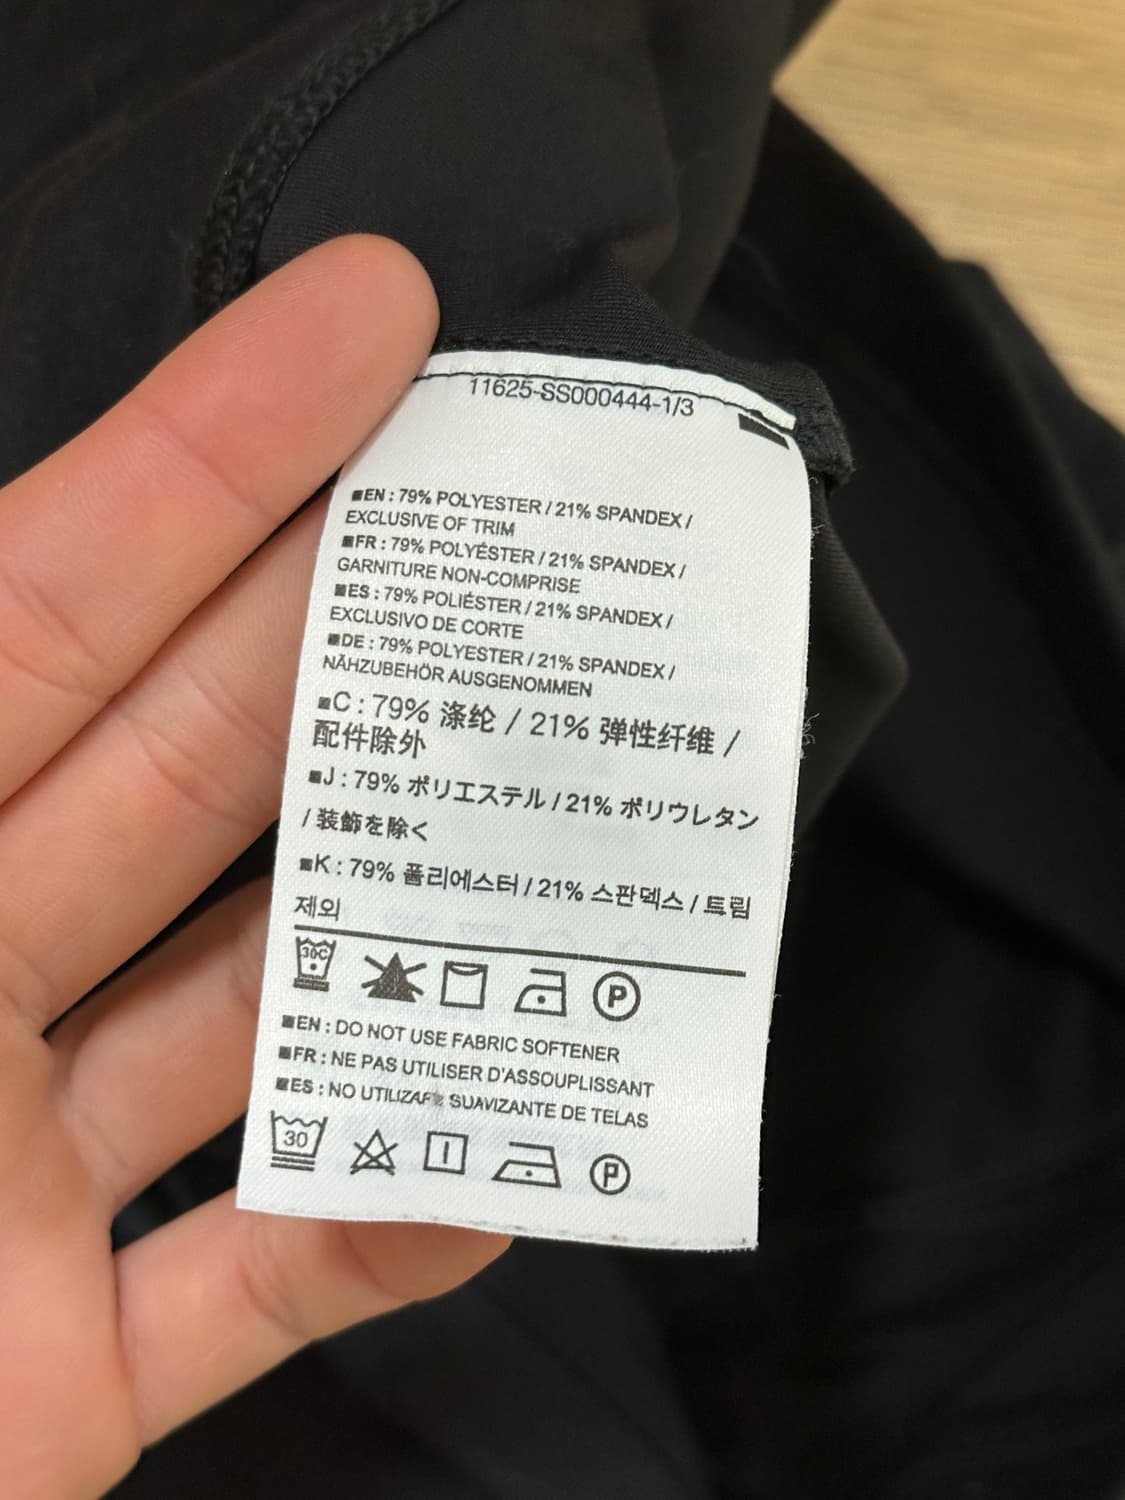 11625-SS000444-1/3
■EN : 79% POLYESTER / 21% SPANDEX /
EXCLUSIVE OF TRIM
■FR : 79% POLYÉSTER / 21% SPANDEX /
GARNITURE NON-COMPRISE
■ES : 79% POLIÉSTER / 21% SPANDEX /
EXCLUSIVO DE CORTE
■DE : 79% POLYESTER / 21% SPANDEX /
NÄHZUBEHÖR AUSGENOMMEN
■C : 79% 涤纶 / 21% 弹性纤维 /
配件除外
■J : 79% ポリエステル / 21% ポリウレタン
/ 装飾を除く
■K : 79% 폴리에스터 / 21% 스판덱스 / 트림
제외
30C P
■EN : DO NOT USE FABRIC SOFTENER
■FR : NE PAS UTILISER D'ASSOUPLISSANT
■ES : NO UTILIZAR SUAVIZANTE DE TELAS
30 P